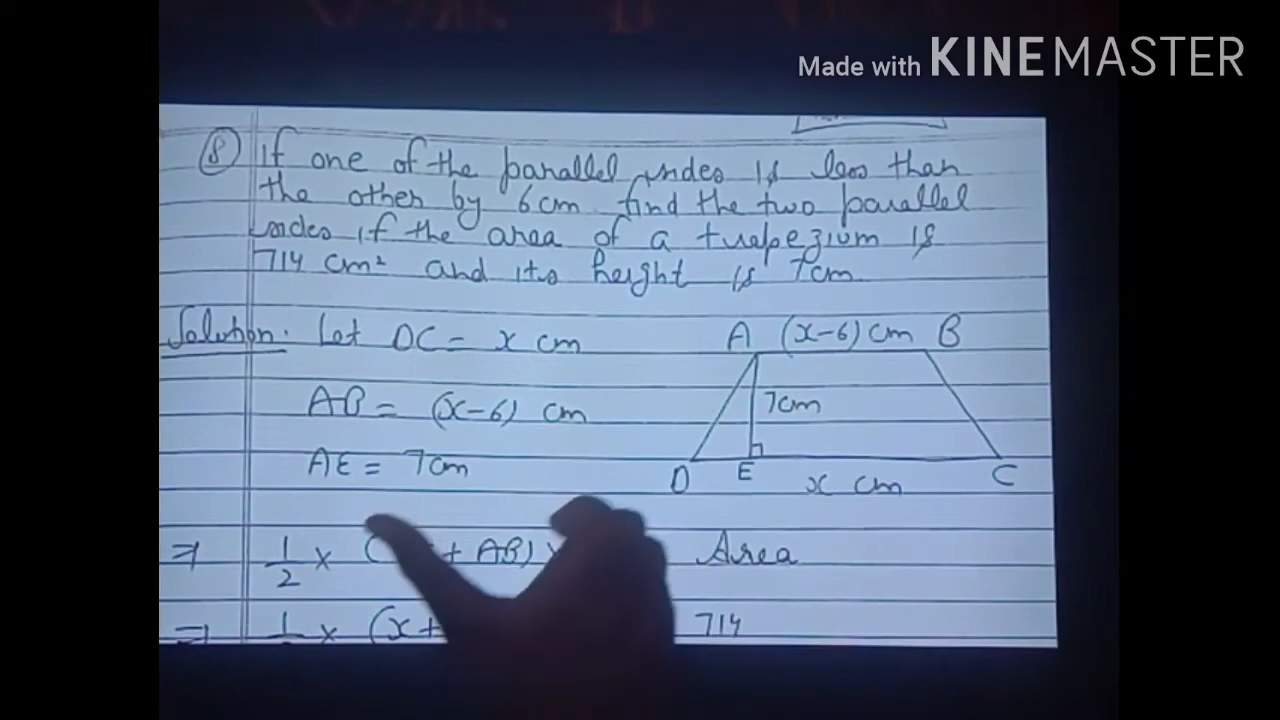 Made with KINEMASTER
⑧ If one of the parallel sides is less than
the other by 6cm find the two parallel
sides if the area of a trapezium is
714 cm² and its height is 7cm
Solution. Let DC = x cm
A (x-6) cm B
AB = (x-6) cm
7cm
AE = 7cm
D E x cm C
⇒ 1/2 × ( + AB) Area
⇒ × (x+ 714